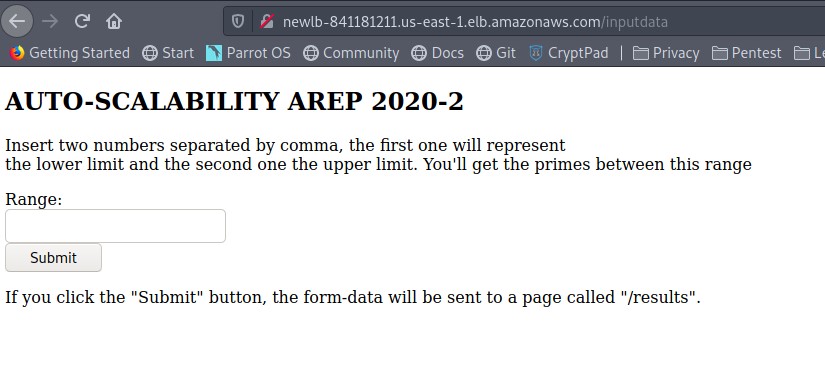 newlb-841181211.us-east-1.elb.amazonaws.com/inputdata
Getting Started Start Parrot OS Community Docs Git CryptPad Privacy Pentest
AUTO-SCALABILITY AREP 2020-2
Insert two numbers separated by comma, the first one will represent
the lower limit and the second one the upper limit. You'll get the primes between this range
Range:
Submit
If you click the "Submit" button, the form-data will be sent to a page called "/results".